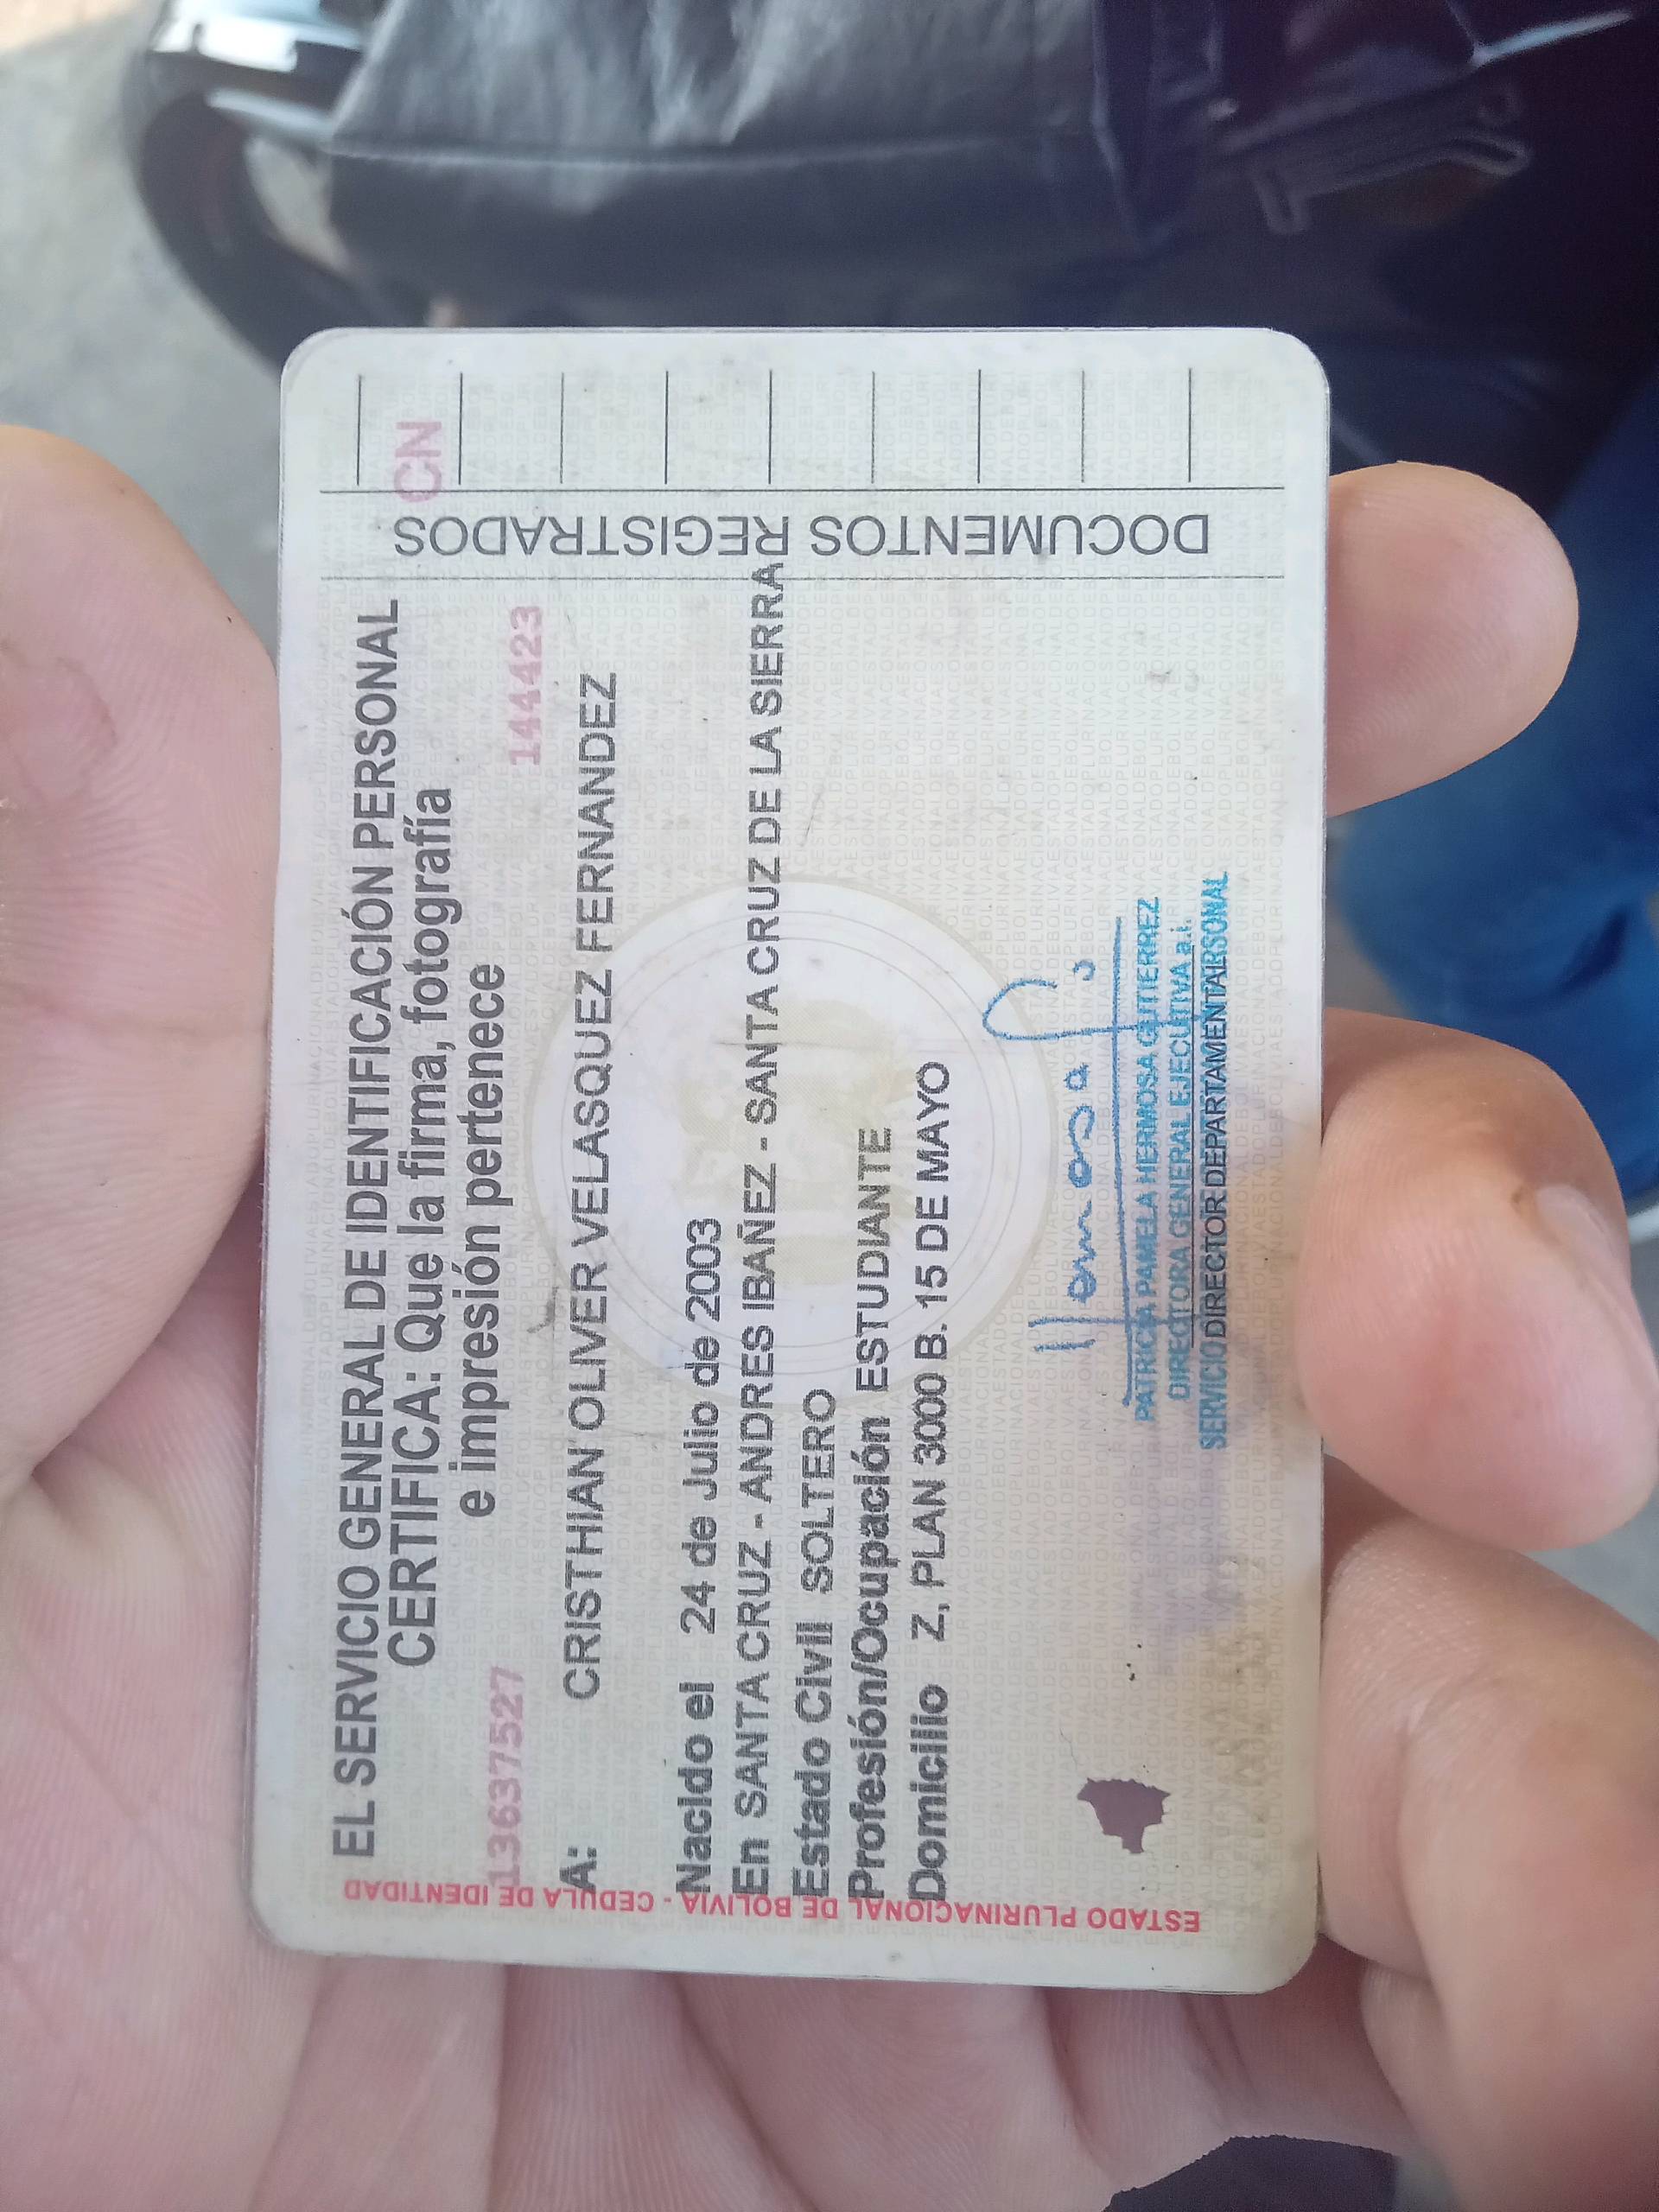 EL SERVICIO GENERAL DE IDENTIFICACIÓN PERSONAL
CERTIFICA: Que la firma, fotografía
e impresión pertenece
13637527
144423
A: CRISTHIAN OLIVER VELASQUEZ FERNANDEZ
Nacido el 24 de Julio de 2003
En SANTA CRUZ - ANDRES IBAÑEZ - SANTA CRUZ DE LA SIERRA
Estado Civil SOLTERO
Profesión/Ocupación ESTUDIANTE
Domicilio Z, PLAN 3000 B. 15 DE MAYO
PATRICIA PAMELA HERMOSA GUTIERREZ
DIRECTORA GENERAL EJECUTIVA a.i.
SERVICIO
DIRECTOR DEPARTAMENTAL
ESTADO PLURINACIONAL DE BOLIVIA - CEDULA DE IDENTIDAD
DOCUMENTOS REGISTRADOS
CN